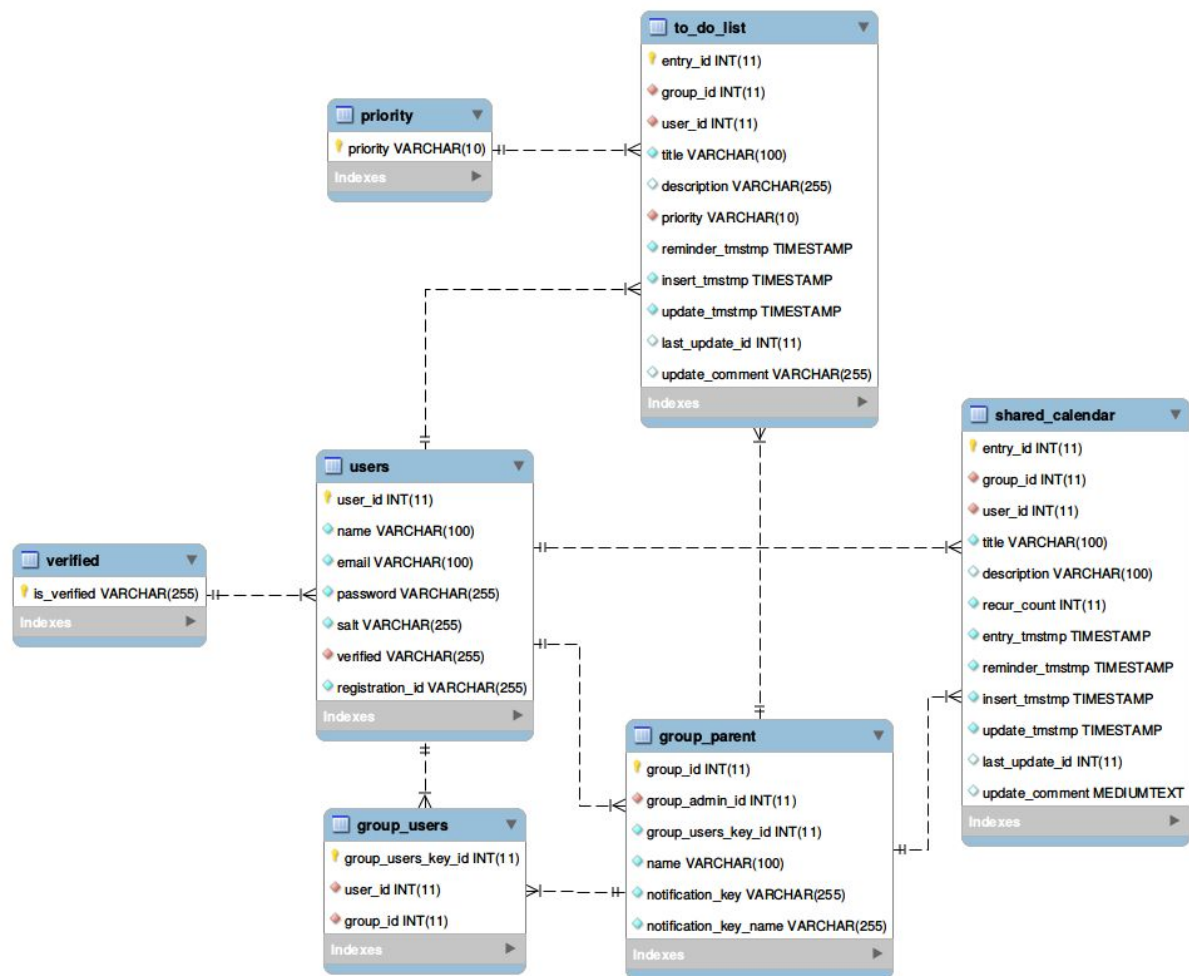 to_do_list
entry_id INT(11)
group_id INT(11)
user_id INT(11)
title VARCHAR(100)
description VARCHAR(255)
priority VARCHAR(10)
reminder_tmstmp TIMESTAMP
insert_tmstmp TIMESTAMP
update_tmstmp TIMESTAMP
last_update_id INT(11)
update_comment VARCHAR(255)
Indexes
priority
priority VARCHAR(10)
Indexes
shared_calendar
entry_id INT(11)
group_id INT(11)
user_id INT(11)
title VARCHAR(100)
description VARCHAR(100)
recur_count INT(11)
entry_tmstmp TIMESTAMP
reminder_tmstmp TIMESTAMP
insert_tmstmp TIMESTAMP
update_tmstmp TIMESTAMP
last_update_id INT(11)
update_comment MEDIUMTEXT
Indexes
users
user_id INT(11)
name VARCHAR(100)
email VARCHAR(100)
password VARCHAR(255)
salt VARCHAR(255)
verified VARCHAR(255)
registration_id VARCHAR(255)
Indexes
verified
is_verified VARCHAR(255)
Indexes
group_parent
group_id INT(11)
group_admin_id INT(11)
group_users_key_id INT(11)
name VARCHAR(100)
notification_key VARCHAR(255)
notification_key_name VARCHAR(255)
Indexes
group_users
group_users_key_id INT(11)
user_id INT(11)
group_id INT(11)
Indexes